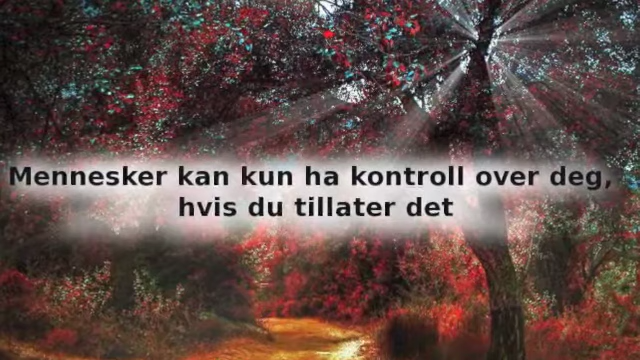 Mennesker kan kun ha kontroll over deg,
hvis du tillater det